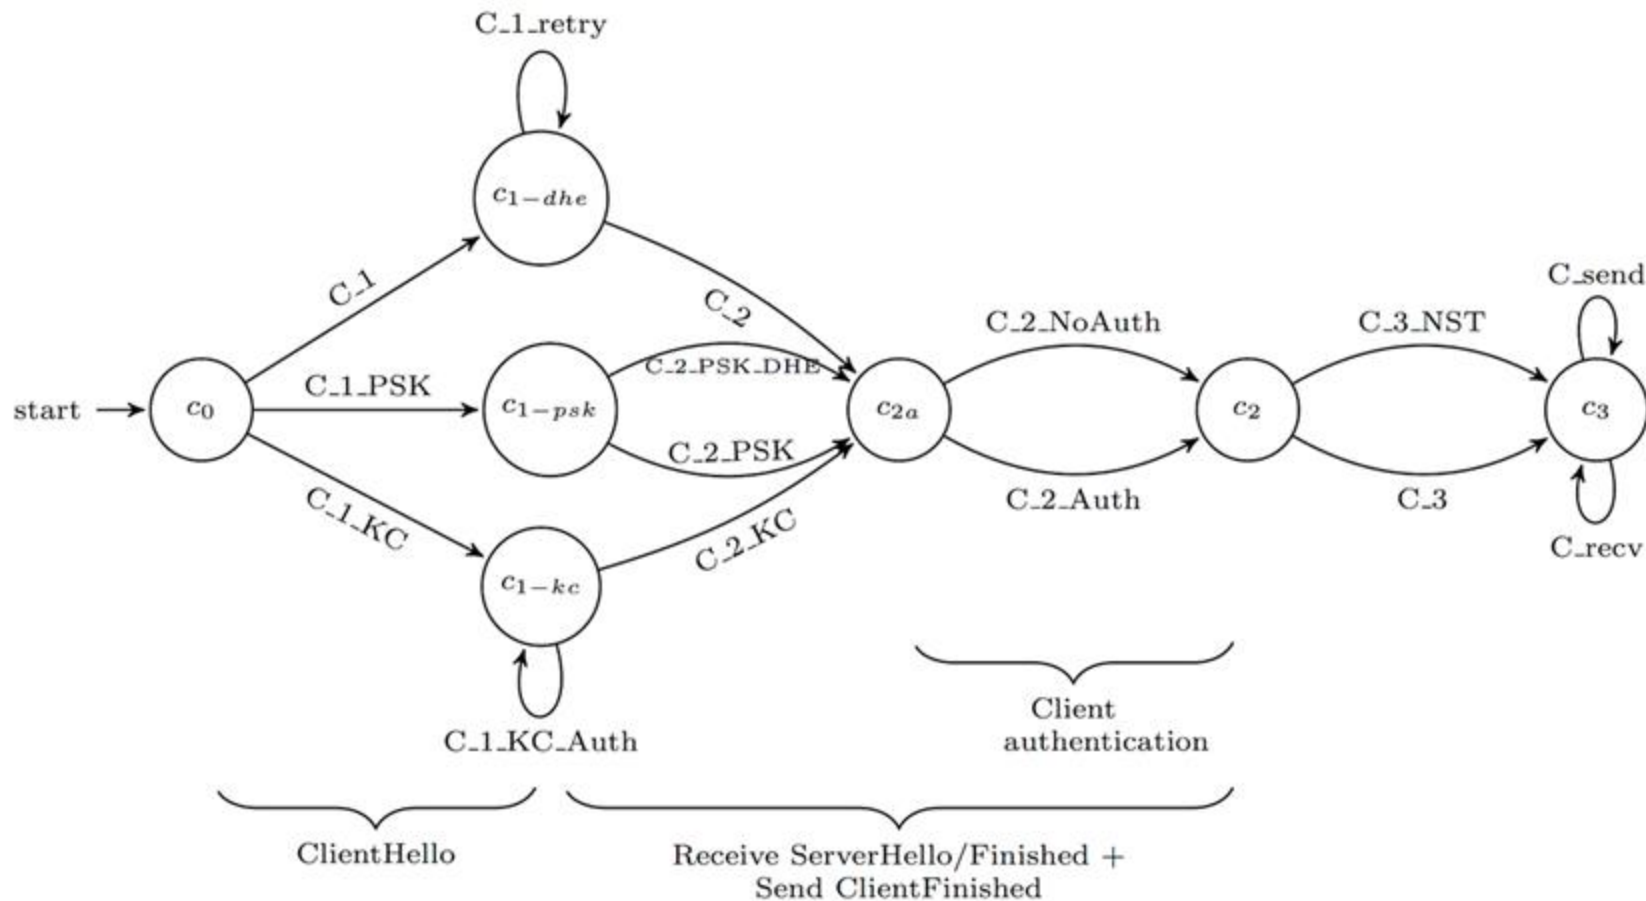 C_1_retry
c1−dhe
C_1
C_2
C_send
C_2_NoAuth
C_3_NST
C_2_PSK_DHE
C_1_PSK
start
c0
c1−psk
c2a
c2
c3
C_2_PSK
C_1_KC
C_2_Auth
C_3
C_2_KC
C_recv
c1−kc
C_1_KC_Auth
Client
authentication
ClientHello
Receive ServerHello/Finished +
Send ClientFinished